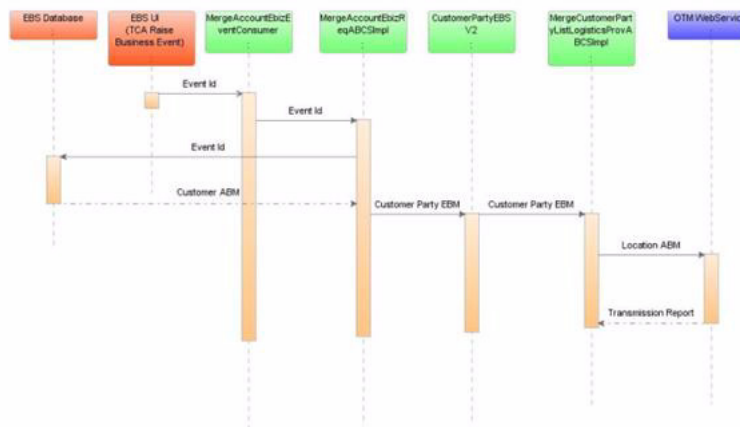 EBS Database
EBS UI
(TCA Raise
Business Event)
MergeAccountEbizE
ventConsumer
MergeAccountEbizR
eqABCSImpl
CustomerPartyEBS
V2
MergeCustomerPart
yListLogisticsProvA
BCSImpl
OTM WebService
Event Id
Event Id
Event Id
Customer ABM
Customer Party EBM
Customer Party EBM
Location ABM
Transmission Report